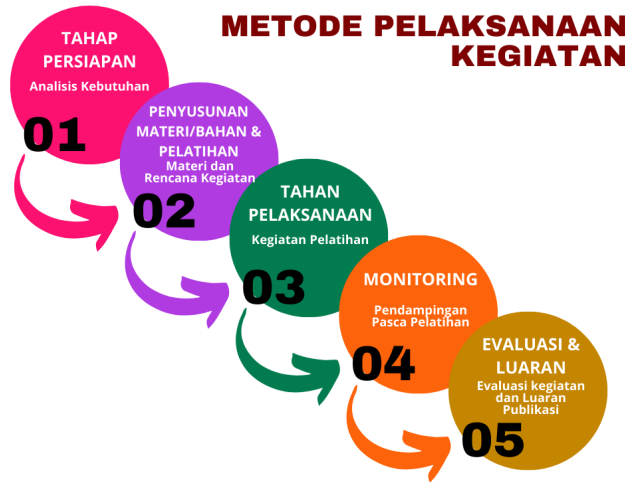 METODE PELAKSANAAN
KEGIATAN
TAHAP
PERSIAPAN
Analisis Kebutuhan
01
PENYUSUNAN
MATERI/BAHAN &
PELATIHAN
Materi dan
Rencana Kegiatan
02
TAHAN
PELAKSANAAN
Kegiatan Pelatihan
03
MONITORING
Pendampingan
Pasca Pelatihan
04
EVALUASI &
LUARAN
Evaluasi kegiatan
dan Luaran
Publikasi
05